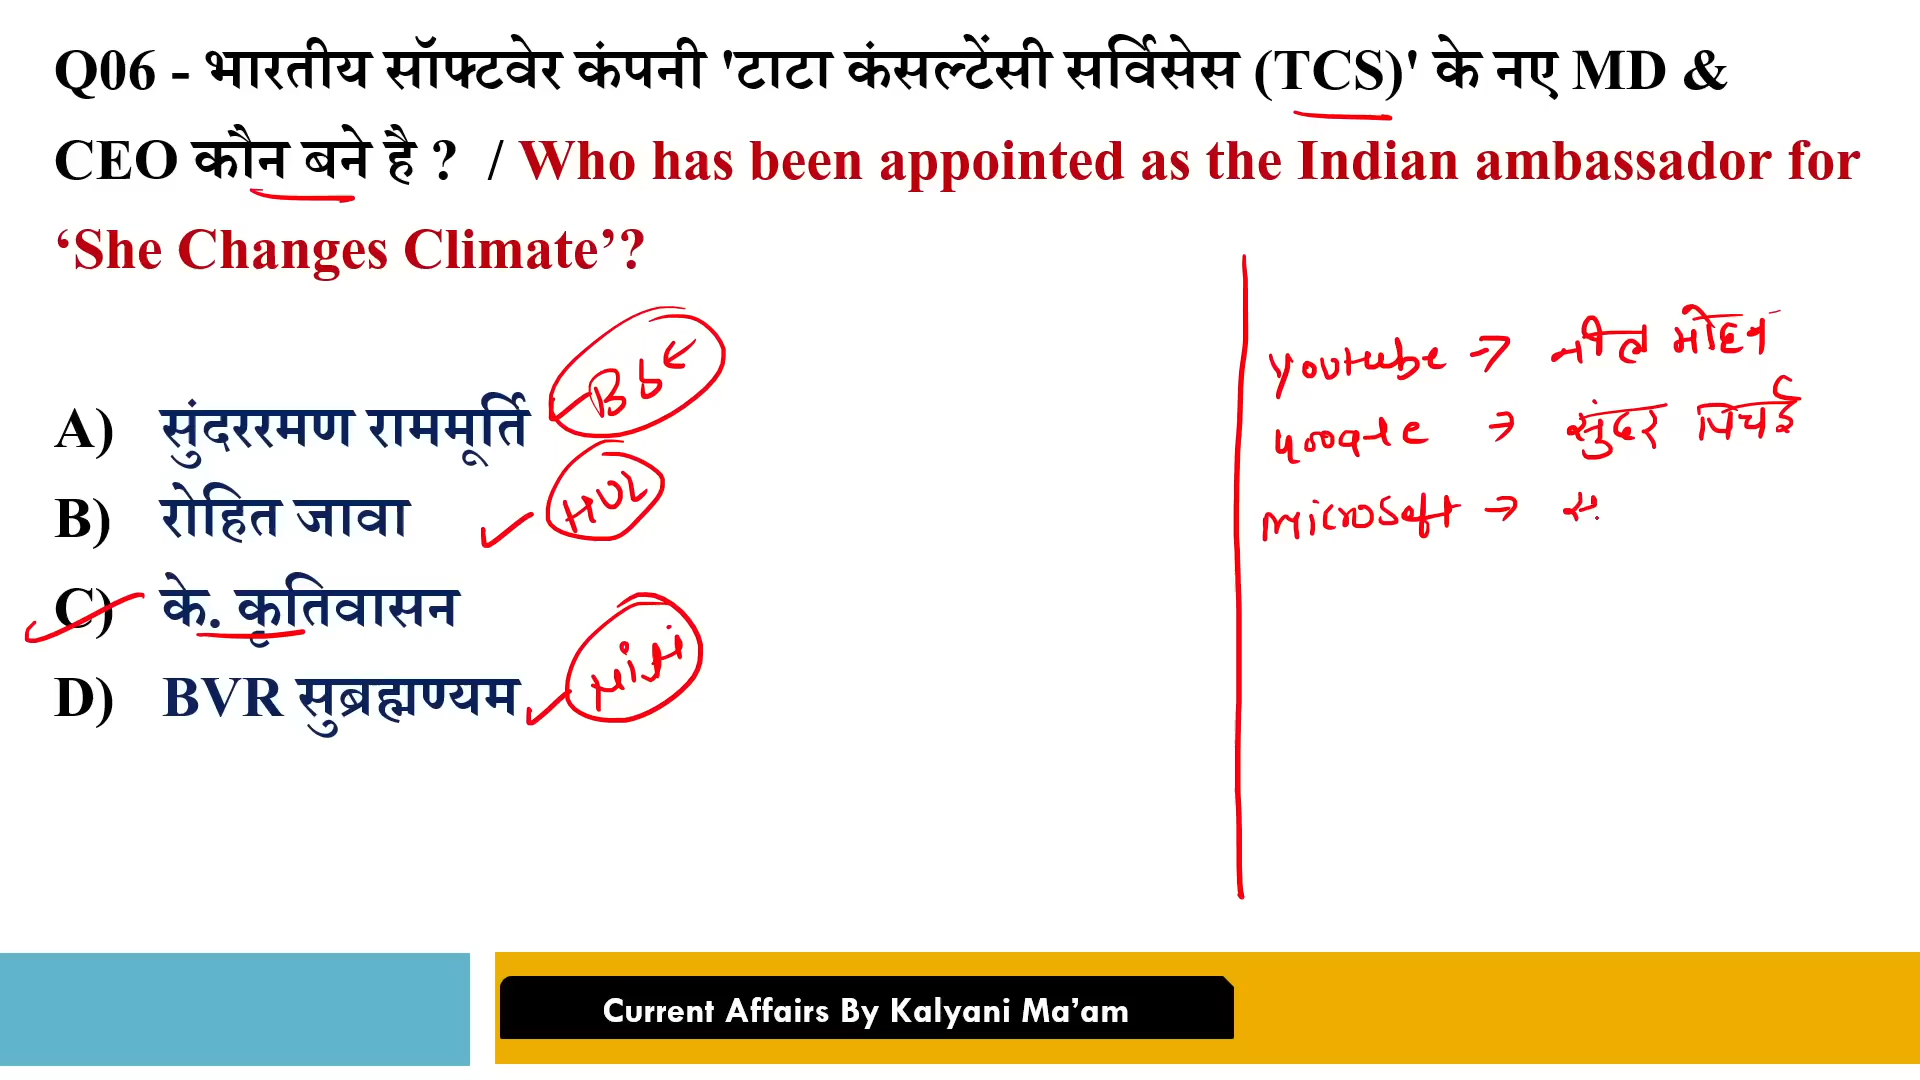 Q06 - भारतीय सॉफ्टवेर कंपनी 'टाटा कंसल्टेंसी सर्विसेस (TCS)' के नए MD &
CEO कौन बने है ? / Who has been appointed as the Indian ambassador for
‘She Changes Climate’?
A) सुंदररमण राममूर्ति BSE
B) रोहित जावा HUL
C) के. कृतिवासन
D) BVR सुब्रह्मण्यम
Youtube → नील मोहन
google → सुंदर पिचई
Microsoft →
Current Affairs By Kalyani Ma’am